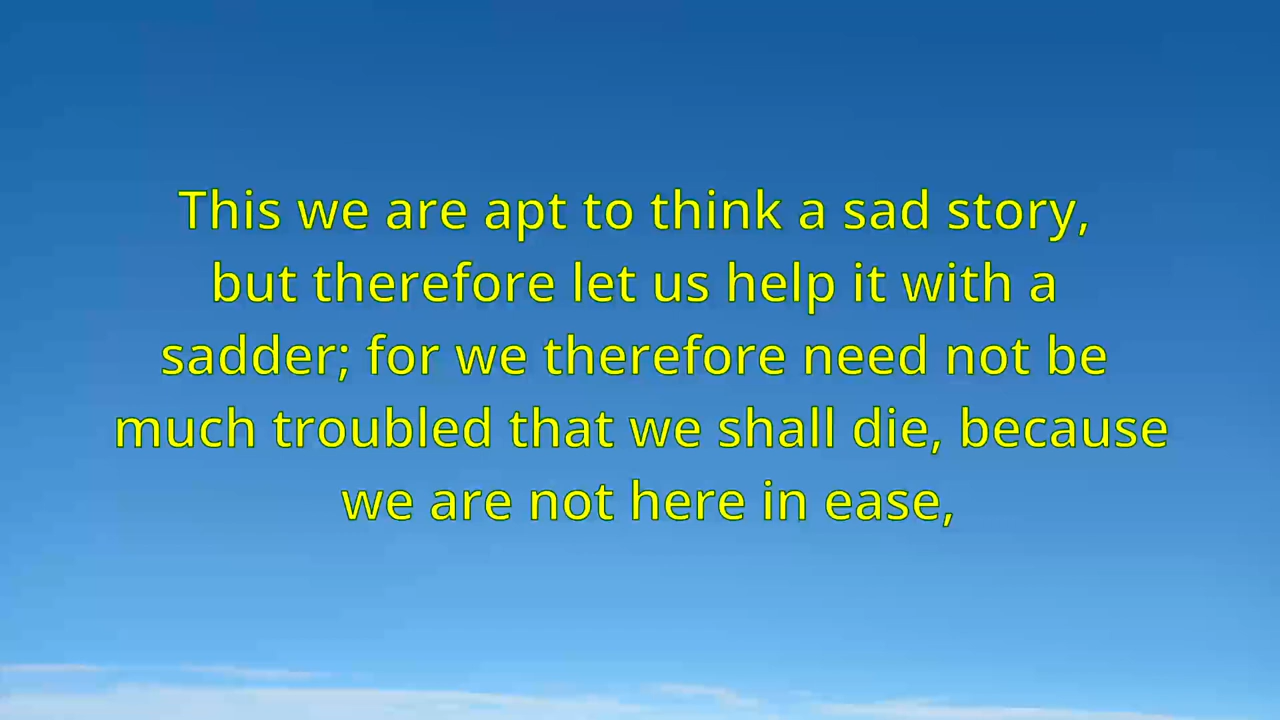 This we are apt to think a sad story,
but therefore let us help it with a
sadder; for we therefore need not be
much troubled that we shall die, because
we are not here in ease,